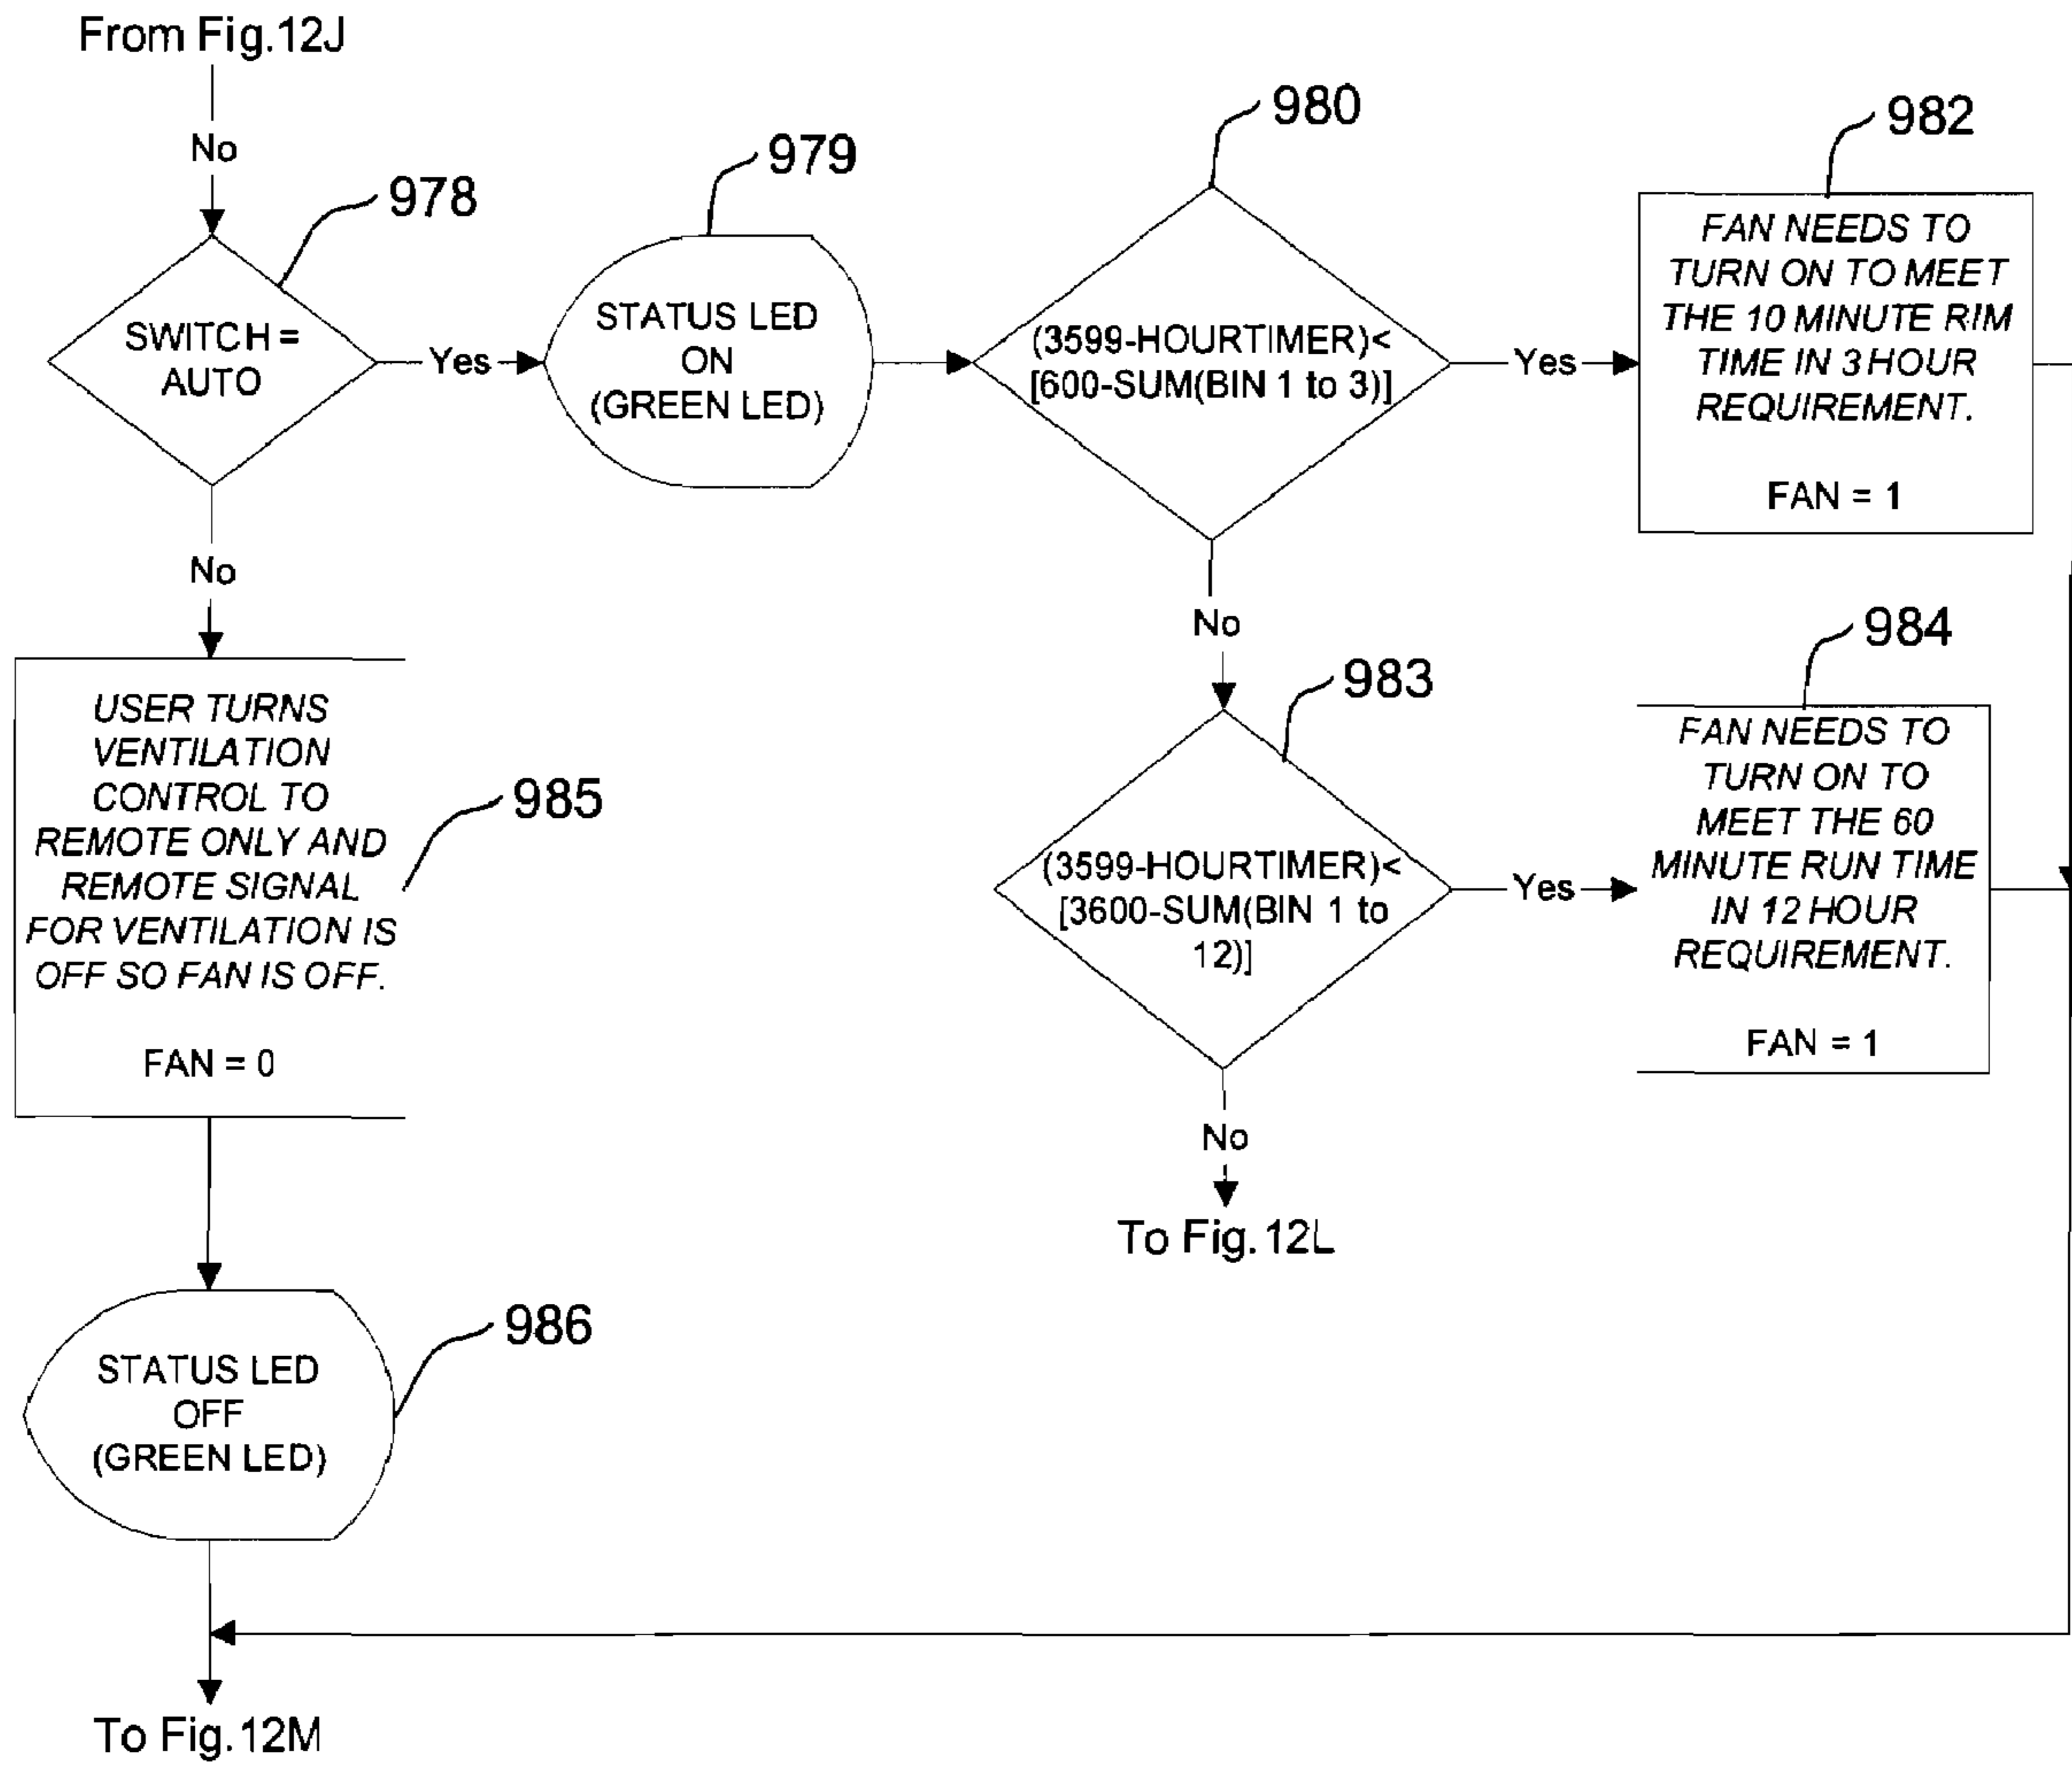 From Fig.12J
No
978
SWITCH =
AUTO
Yes
979
STATUS LED
ON
(GREEN LED)
980
(3599-HOURTIMER)<
[600-SUM(BIN 1 to 3)]
Yes
982
FAN NEEDS TO
TURN ON TO MEET
THE 10 MINUTE RIM
TIME IN 3 HOUR
REQUIREMENT.
FAN = 1
No
No
983
(3599-HOURTIMER)<
[3600-SUM(BIN 1 to
12)]
Yes
984
FAN NEEDS TO
TURN ON TO
MEET THE 60
MINUTE RUN TIME
IN 12 HOUR
REQUIREMENT.
FAN = 1
No
To Fig.12L
USER TURNS
VENTILATION
CONTROL TO
REMOTE ONLY AND
REMOTE SIGNAL
FOR VENTILATION IS
OFF SO FAN IS OFF.
FAN = 0
985
STATUS LED
OFF
(GREEN LED)
986
To Fig.12M